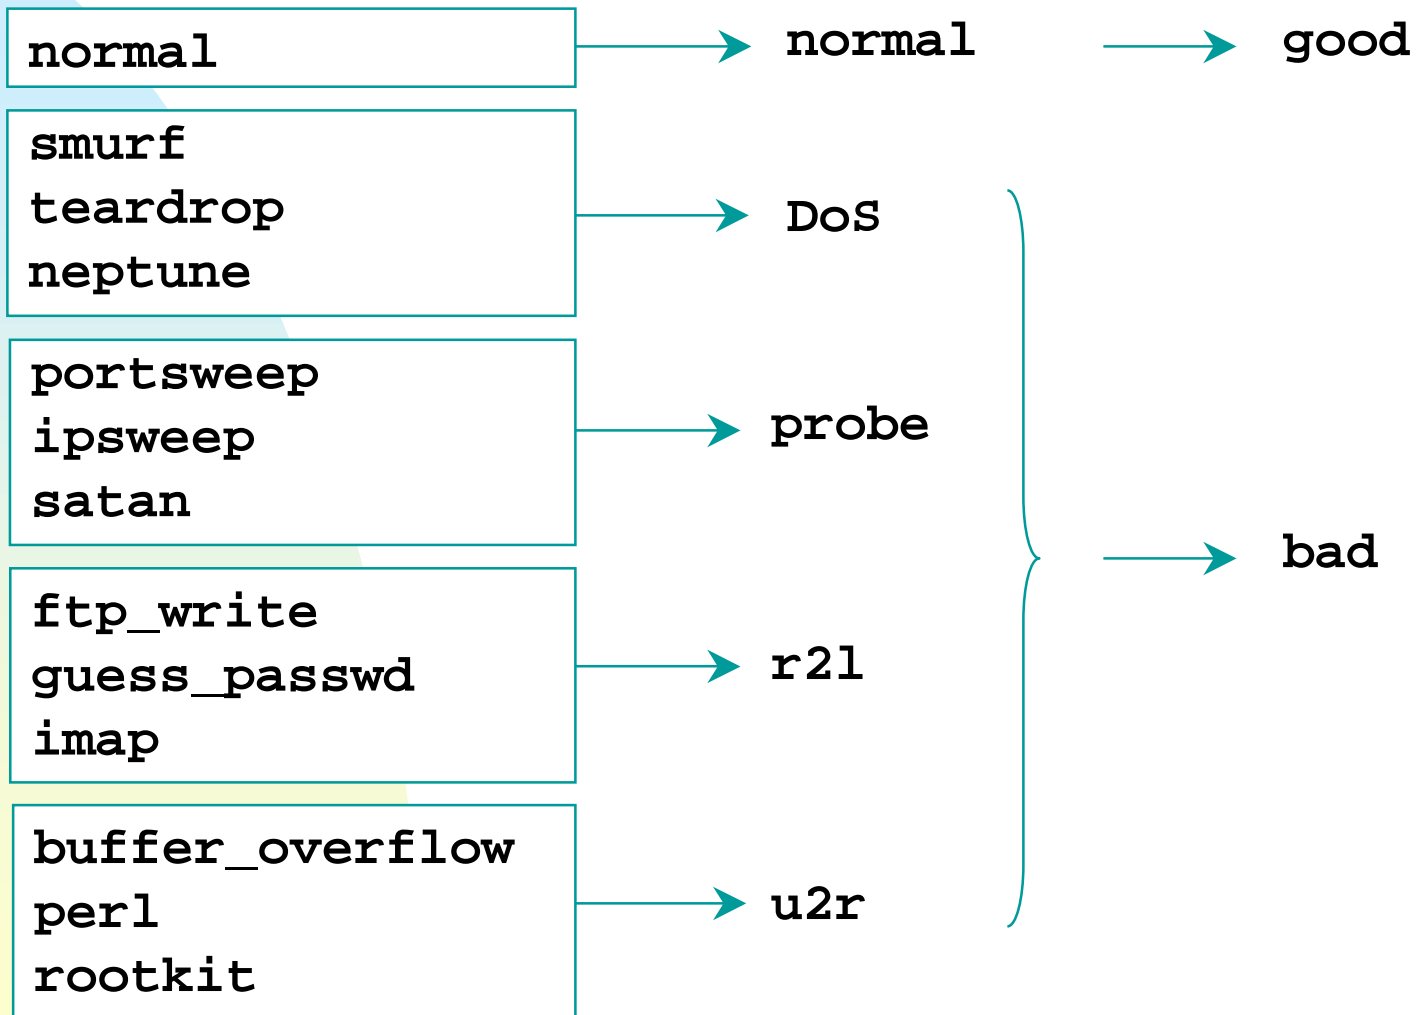 normal
normal
good
smurf
teardrop
neptune
DoS
portsweep
ipsweep
satan
probe
bad
ftp_write
guess_passwd
imap
r2l
buffer_overflow
perl
rootkit
u2r